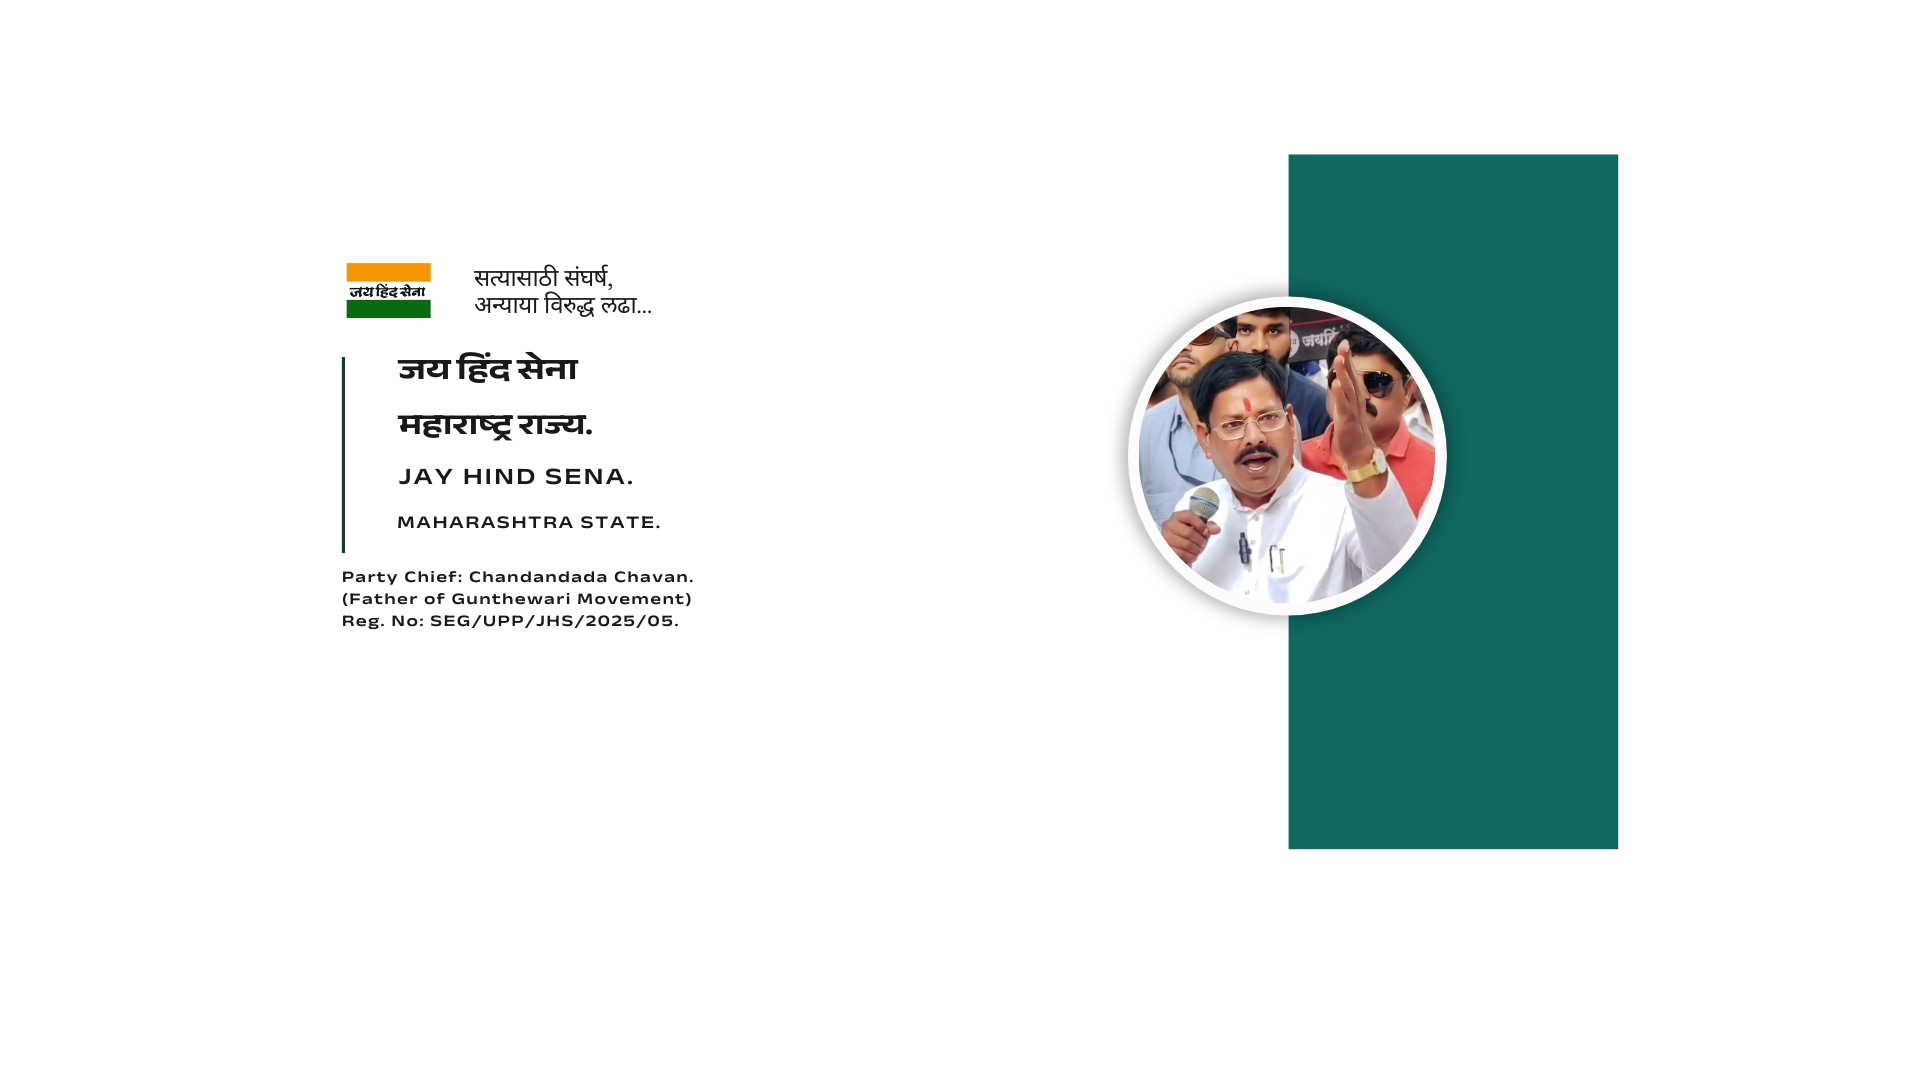 जय हिंद सेना
सत्यासाठी संघर्ष,
अन्याया विरुद्ध लढा...
जय हिंद सेना
महाराष्ट्र राज्य.
JAY HIND SENA.
MAHARASHTRA STATE.
Party Chief: Chandandada Chavan.
(Father of Gunthewari Movement)
Reg. No: SEG/UPP/JHS/2025/05.